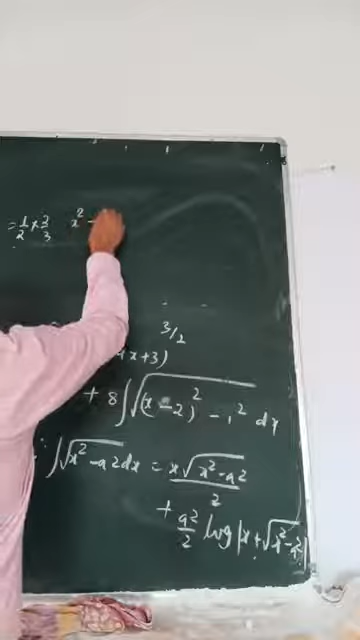 = 1/2 × 2/3 x² -
3/2
x + 3)
+ 8 ∫ √(x - 2)² - 1² dx
∵ ∫ √x² - a² dx = x √x² - a² / 2
+ a²/2 log |x + √x² - a²|